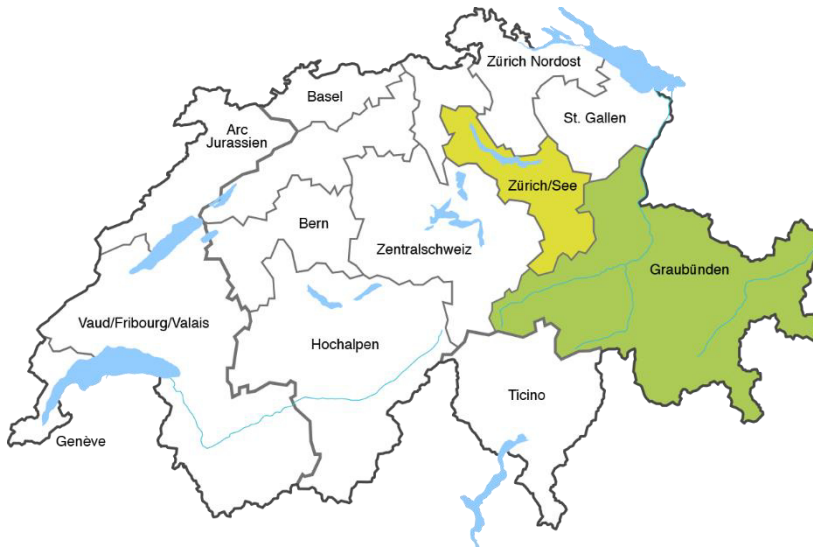 Zürich Nordost
Basel
St. Gallen
Arc
Jurassien
Zürich/See
Bern
Zentralschweiz
Graubünden
Vaud/Fribourg/Valais
Hochalpen
Ticino
Genève